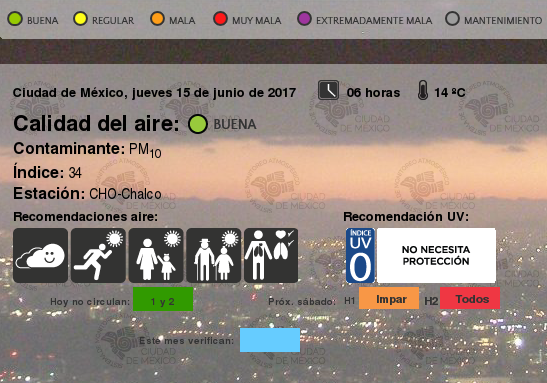 BUENA REGULAR MALA MUY MALA EXTREMADAMENTE MALA MANTENIMIENTO
Ciudad de México, jueves 15 de junio de 2017 06 horas 14 ºC
Calidad del aire: BUENA
Contaminante: PM10
Índice: 34
Estación: CHO-Chalco
Recomendaciones aire: Recomendación UV:
ÍNDICE
UV
0
NO NECESITA
PROTECCIÓN
Hoy no circulan: 1 y 2 Próx. sábado: H1 Impar H2 Todos
Este mes verifican:
CIUDAD
DE MÉXICO